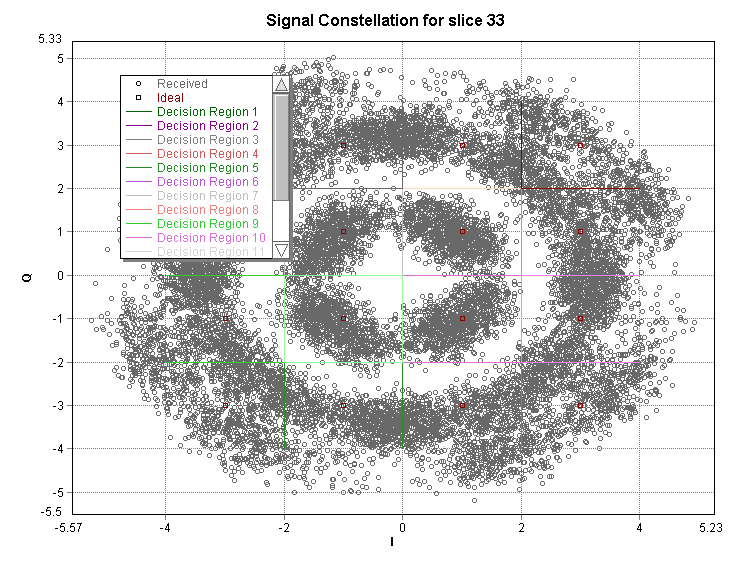 Signal Constellation for slice 33
5.33
5
4
3
2
1
0
-1
-2
-3
-4
-5
-5.5
Q
Received
Ideal
Decision Region 1
Decision Region 2
Decision Region 3
Decision Region 4
Decision Region 5
Decision Region 6
Decision Region 7
Decision Region 8
Decision Region 9
Decision Region 10
Decision Region 11
-5.57
-4
-2
0
2
4
5.23
I